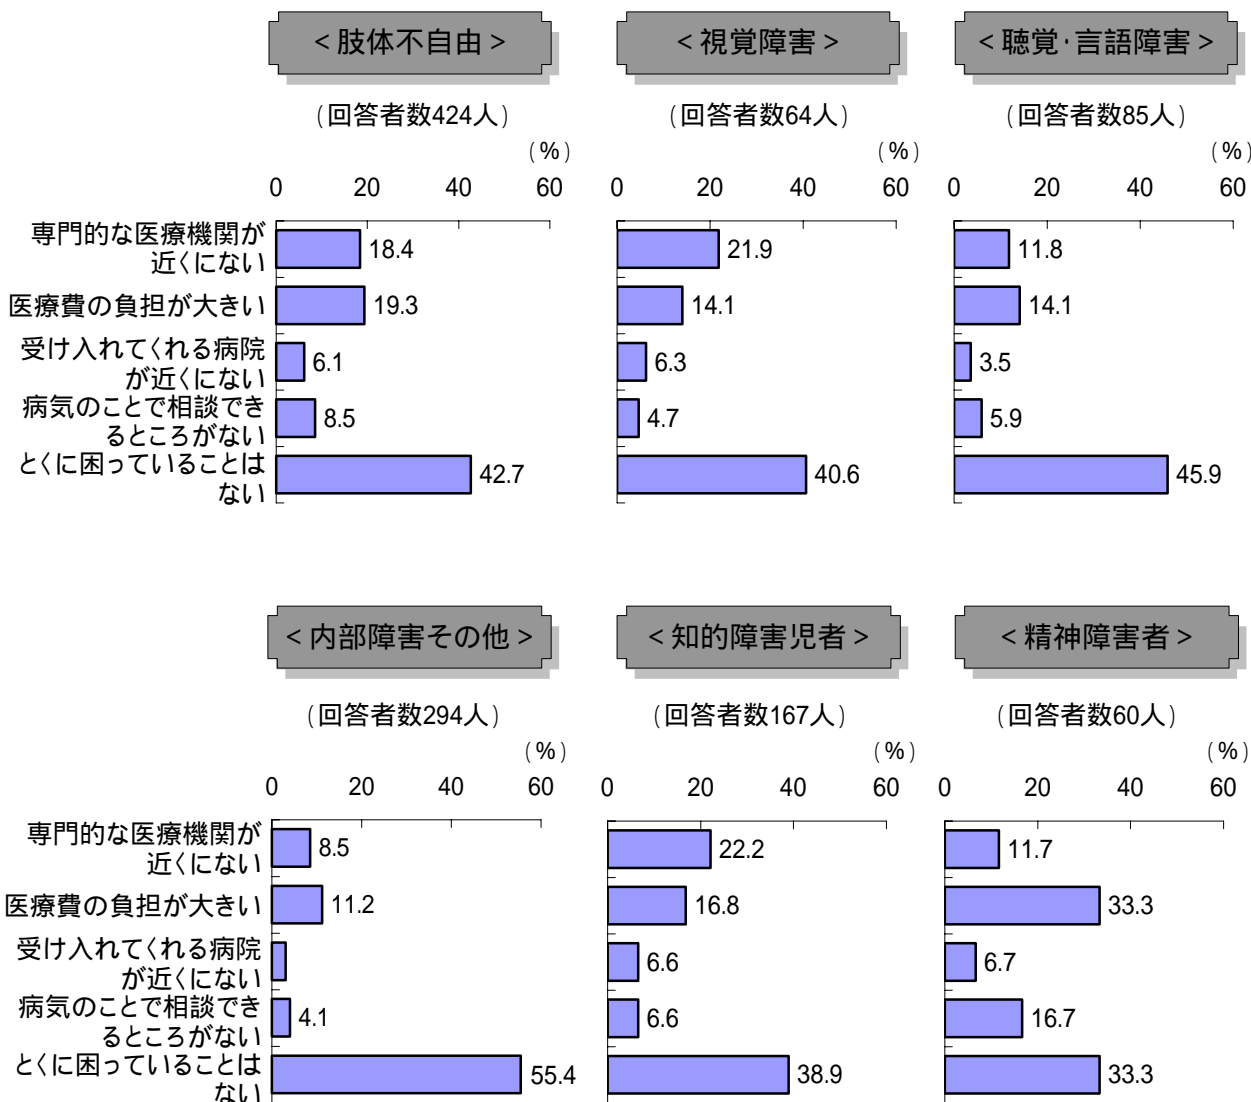 <肢体不自由>
<視覚障害>
<聴覚・言語障害>
(回答者数424人)
(回答者数64人)
(回答者数85人)
(%)
(%)
(%)
0 20 40 60
0 20 40 60
0 20 40 60
専門的な医療機関が
近くにない
18.4
21.9
11.8
医療費の負担が大きい
19.3
14.1
14.1
受け入れてくれる病院
が近くにない
6.1
6.3
3.5
病気のことで相談でき
るところがない
8.5
4.7
5.9
とくに困っていることは
ない
42.7
40.6
45.9
<内部障害その他>
<知的障害児者>
<精神障害者>
(回答者数294人)
(回答者数167人)
(回答者数60人)
(%)
(%)
(%)
0 20 40 60
0 20 40 60
0 20 40 60
専門的な医療機関が
近くにない
8.5
22.2
11.7
医療費の負担が大きい
11.2
16.8
33.3
受け入れてくれる病院
が近くにない
6.6
6.7
病気のことで相談でき
るところがない
4.1
6.6
16.7
とくに困っていることは
ない
55.4
38.9
33.3